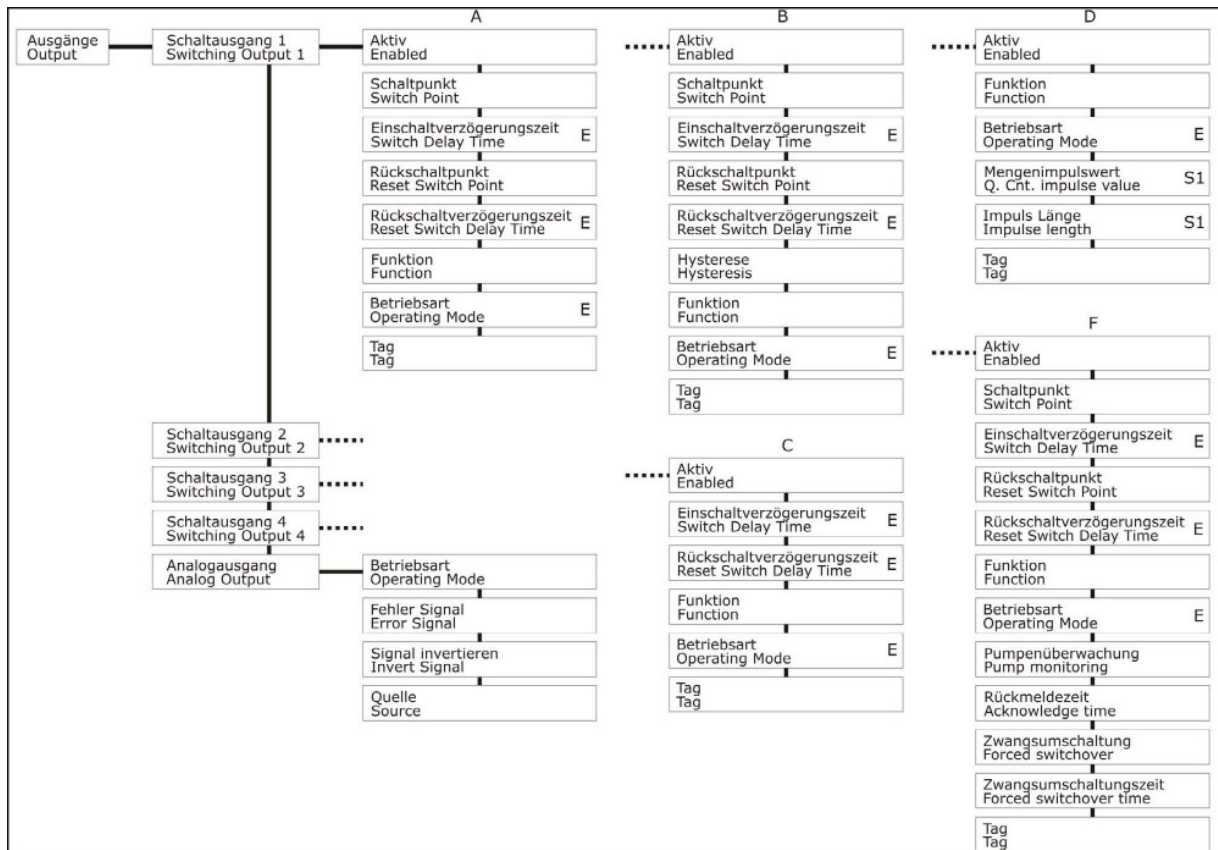 A
B
D
Ausgänge
Output
Schaltausgang 1
Switching Output 1
Aktiv
Enabled
Schaltpunkt
Switch Point
Einschaltverzögerungszeit
Switch Delay Time
E
Rückschaltpunkt
Reset Switch Point
Rückschaltverzögerungszeit
Reset Switch Delay Time
E
Funktion
Function
Betriebsart
Operating Mode
E
Tag
Tag
Schaltausgang 2
Switching Output 2
Schaltausgang 3
Switching Output 3
Schaltausgang 4
Switching Output 4
Analogausgang
Analog Output
Betriebsart
Operating Mode
Fehler Signal
Error Signal
Signal invertieren
Invert Signal
Quelle
Source
Aktiv
Enabled
Schaltpunkt
Switch Point
Einschaltverzögerungszeit
Switch Delay Time
E
Rückschaltpunkt
Reset Switch Point
Rückschaltverzögerungszeit
Reset Switch Delay Time
E
Hysterese
Hysteresis
Funktion
Function
Betriebsart
Operating Mode
E
Tag
Tag
C
Aktiv
Enabled
Einschaltverzögerungszeit
Switch Delay Time
E
Rückschaltverzögerungszeit
Reset Switch Delay Time
E
Funktion
Function
Betriebsart
Operating Mode
E
Tag
Tag
Aktiv
Enabled
Funktion
Function
Betriebsart
Operating Mode
E
Mengenimpulswert
Q. Cnt. impulse value
S1
Impuls Länge
Impulse length
S1
Tag
Tag
F
Aktiv
Enabled
Schaltpunkt
Switch Point
Einschaltverzögerungszeit
Switch Delay Time
E
Rückschaltpunkt
Reset Switch Point
Rückschaltverzögerungszeit
Reset Switch Delay Time
E
Funktion
Function
Betriebsart
Operating Mode
E
Pumpenüberwachung
Pump monitoring
Rückmeldezeit
Acknowledge time
Zwangsumschaltung
Forced switchover
Zwangsumschaltungszeit
Forced switchover time
Tag
Tag